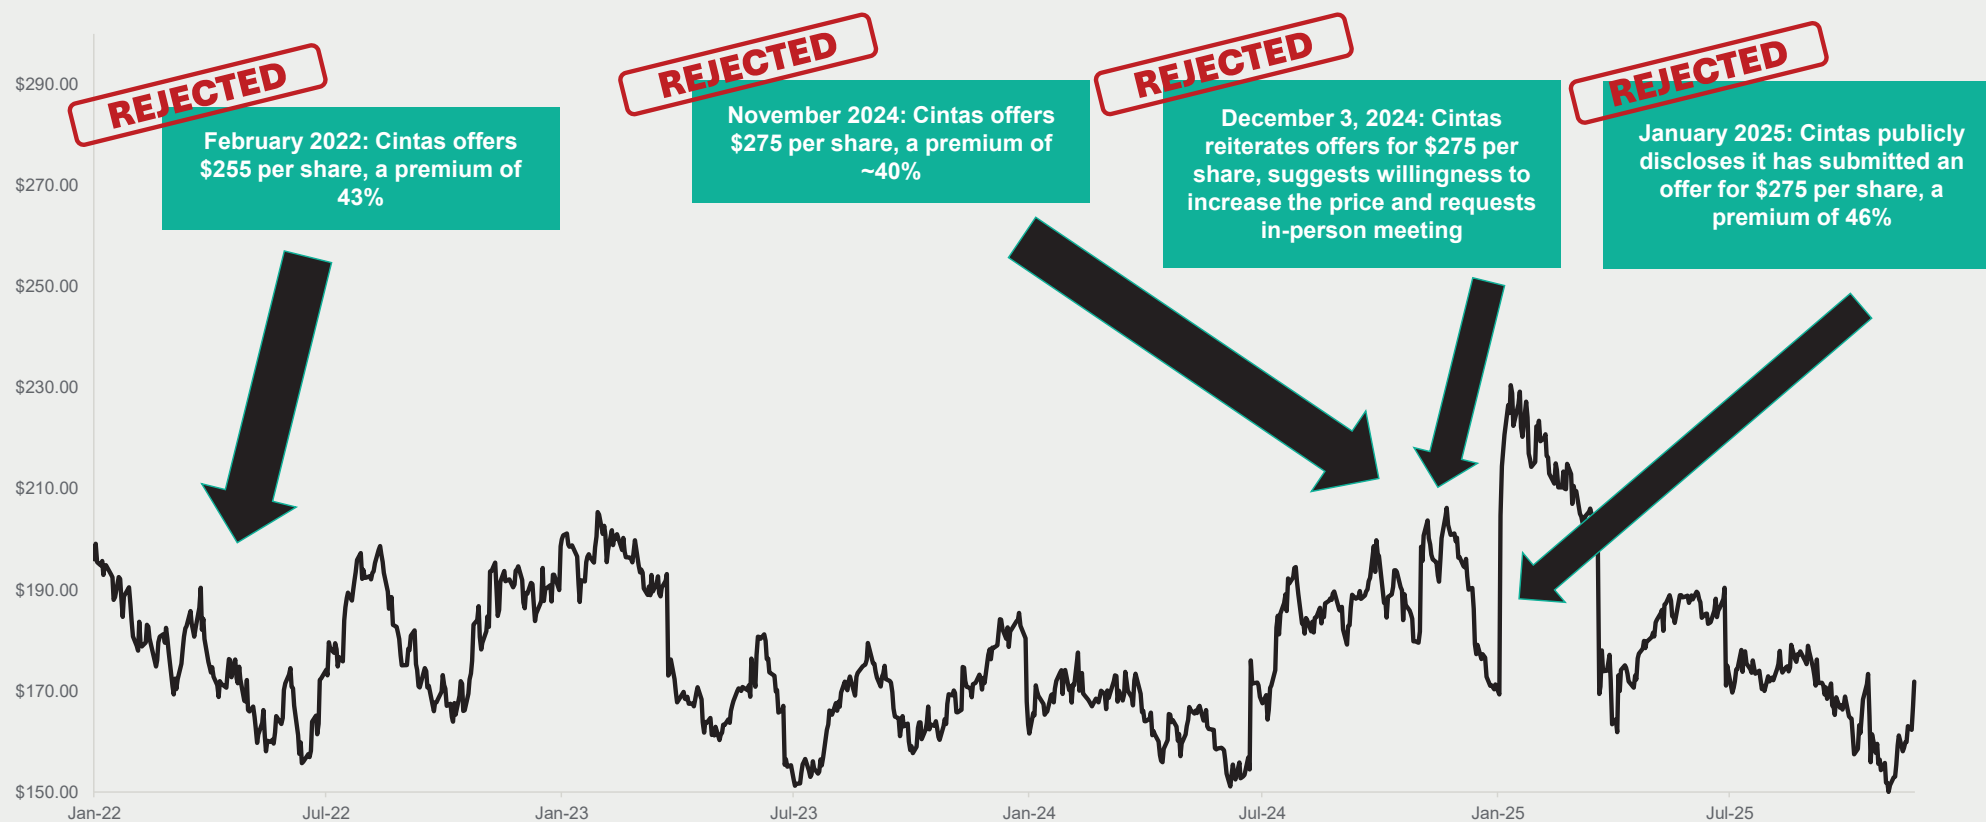 REJECTED
February 2022: Cintas offers
$255 per share, a premium of
43%
REJECTED
November 2024: Cintas offers
$275 per share, a premium of
~40%
REJECTED
December 3, 2024: Cintas
reiterates offers for $275 per
share, suggests willingness to
increase the price and requests
in-person meeting
REJECTED
January 2025: Cintas publicly
discloses it has submitted an
offer for $275 per share, a
premium of 46%
$290.00
$270.00
$250.00
$230.00
$210.00
$190.00
$170.00
$150.00
Jan-22
Jul-22
Jan-23
Jul-23
Jan-24
Jul-24
Jan-25
Jul-25